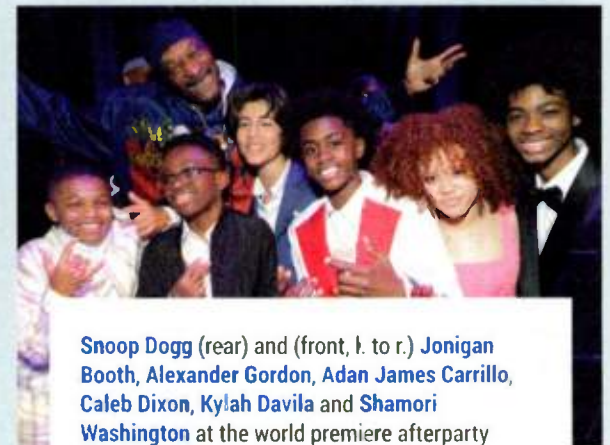 Snoop Dogg (rear) and (front, l. to r.) Jonigan
Booth, Alexander Gordon, Adan James Carrillo,
Caleb Dixon, Kylah Davila and Shamori
Washington at the world premiere afterparty